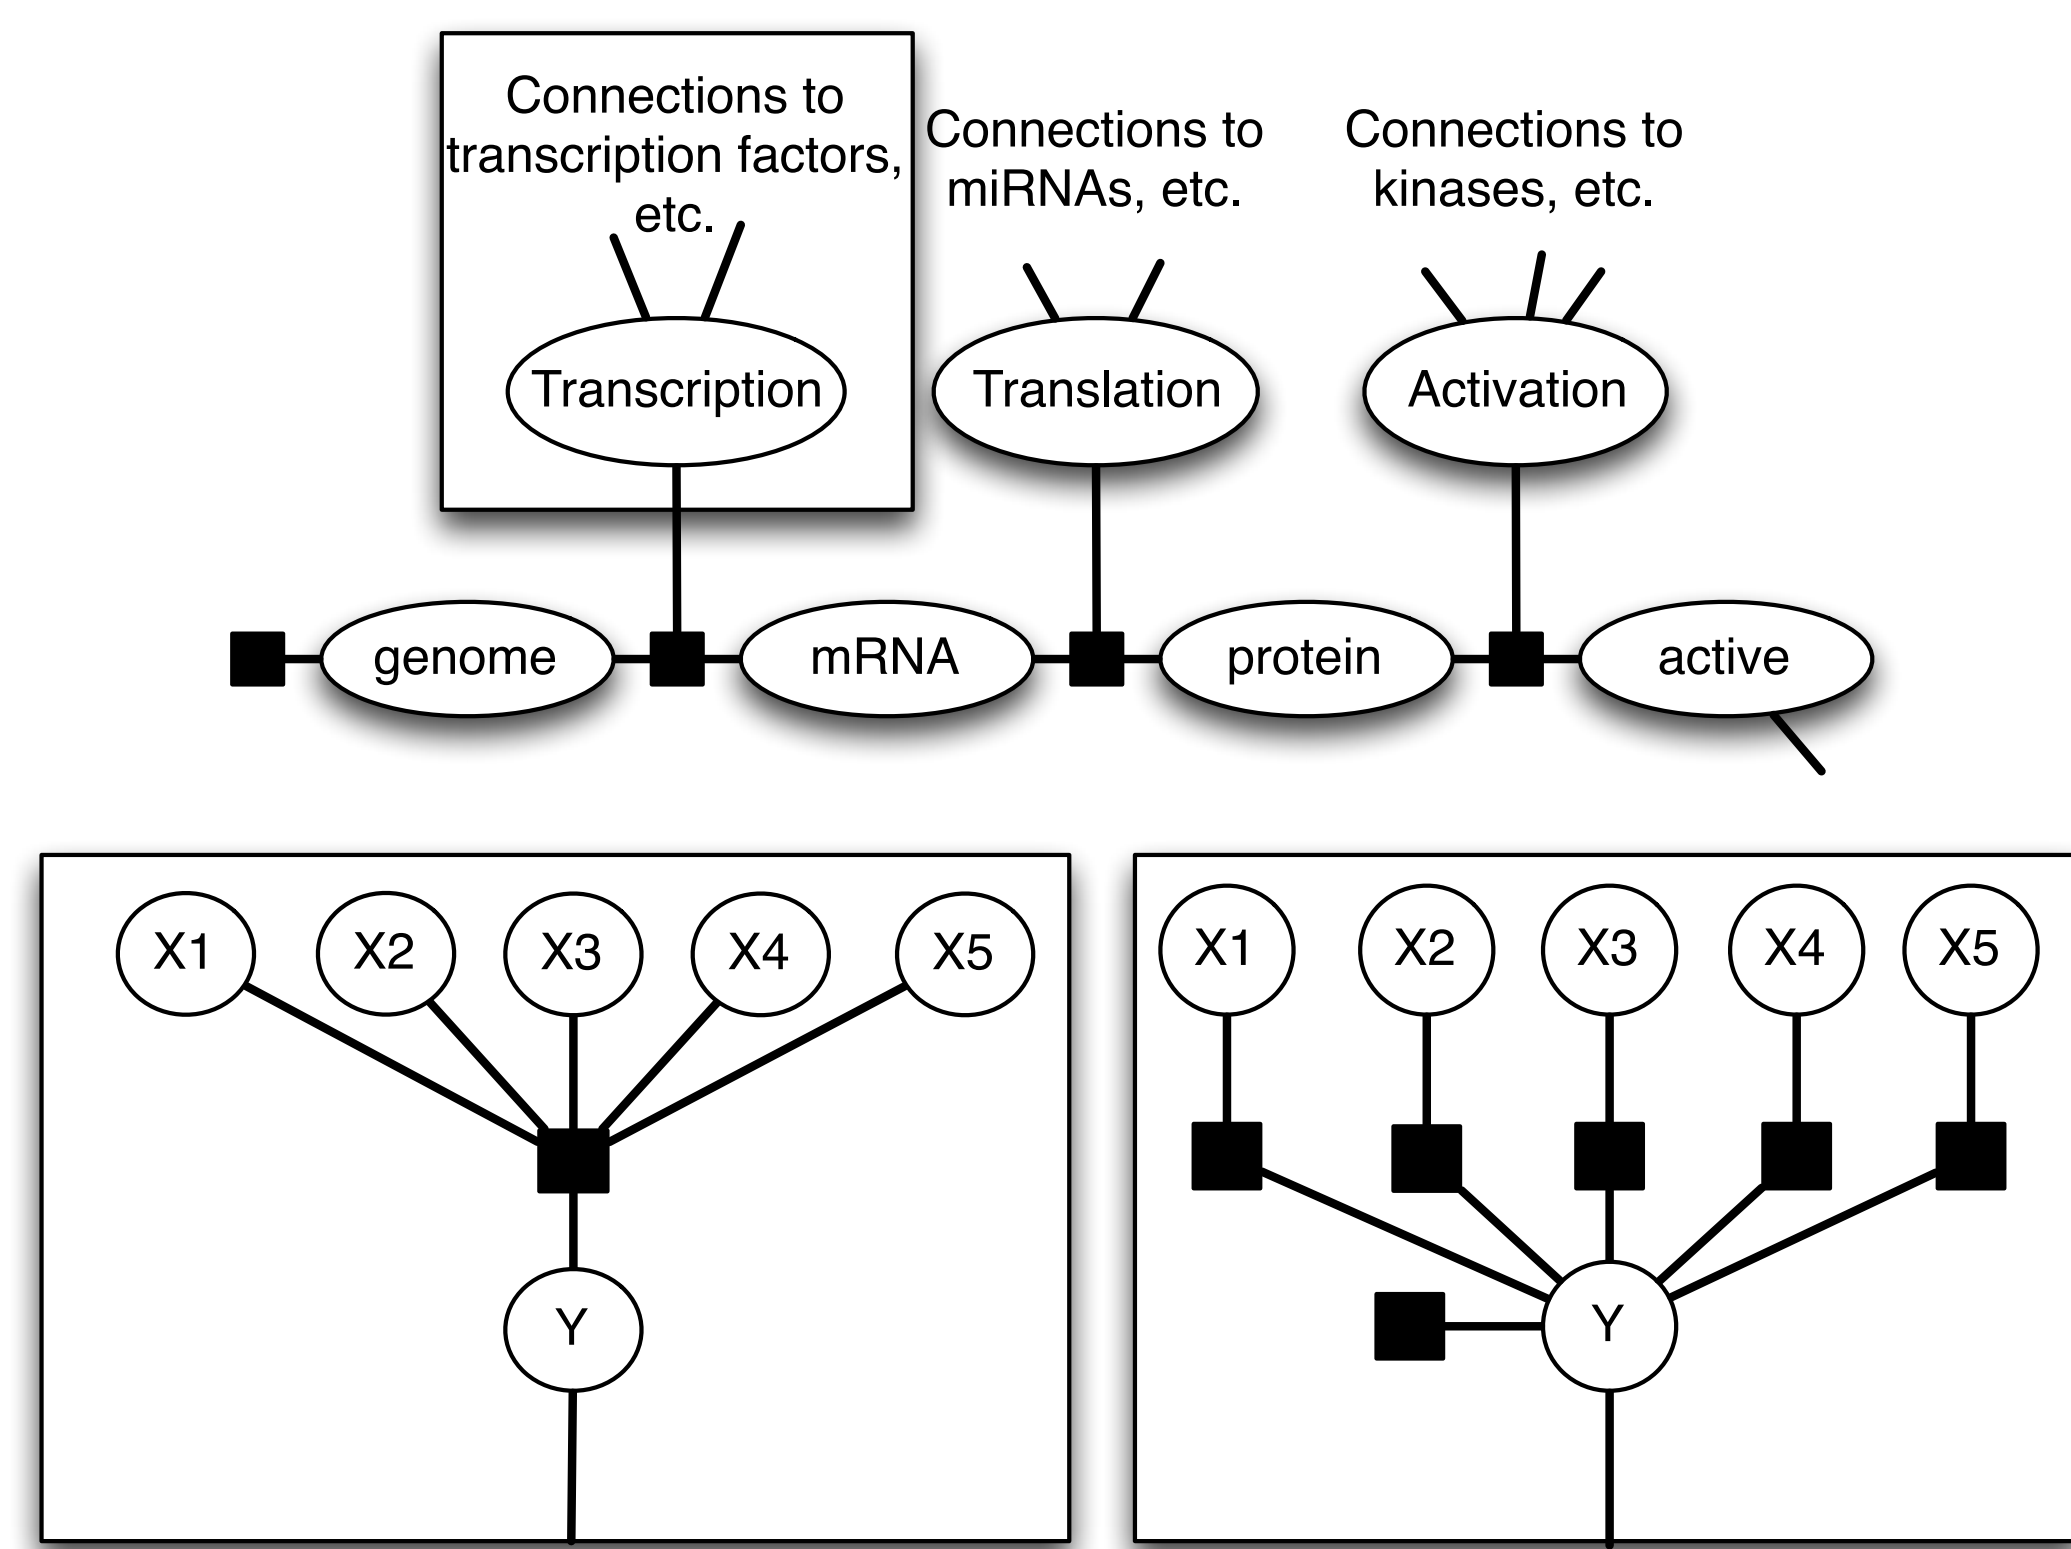 Connections to
transcription factors,
etc.
Connections to
miRNAs, etc.
Connections to
kinases, etc.
Transcription
Translation
Activation
genome
mRNA
protein
active
X1
X2
X3
X4
X5
Y
X1
X2
X3
X4
X5
Y